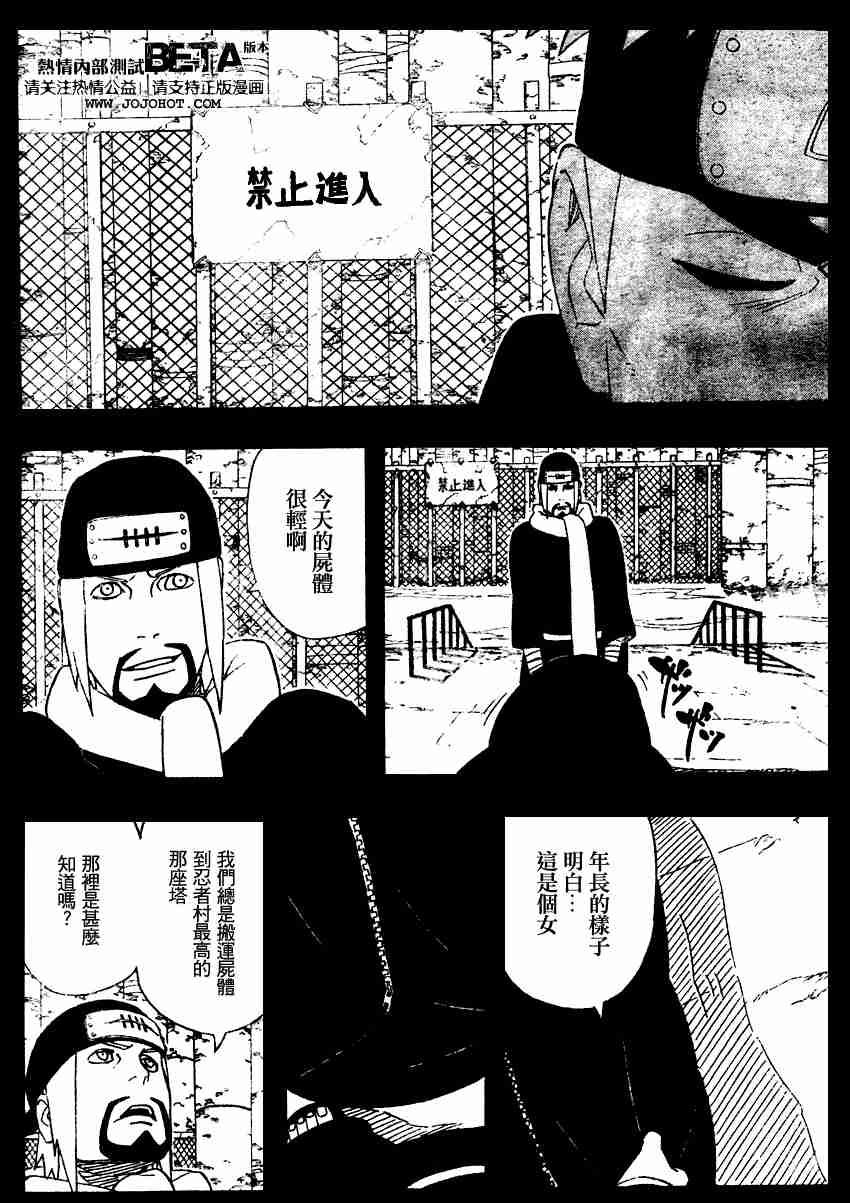 熱情內部測試BETA版本
请关注热情公益 请支持正版漫画
WWW.JOJOHOT.COM
禁止進入
禁止進入
ザッ
ザッ
今天的屍體
很輕啊
年長的樣子
明白…
這是個女
我們總是搬運屍體
到忍者村最高的
那座塔
那裡是甚麼
知道嗎？